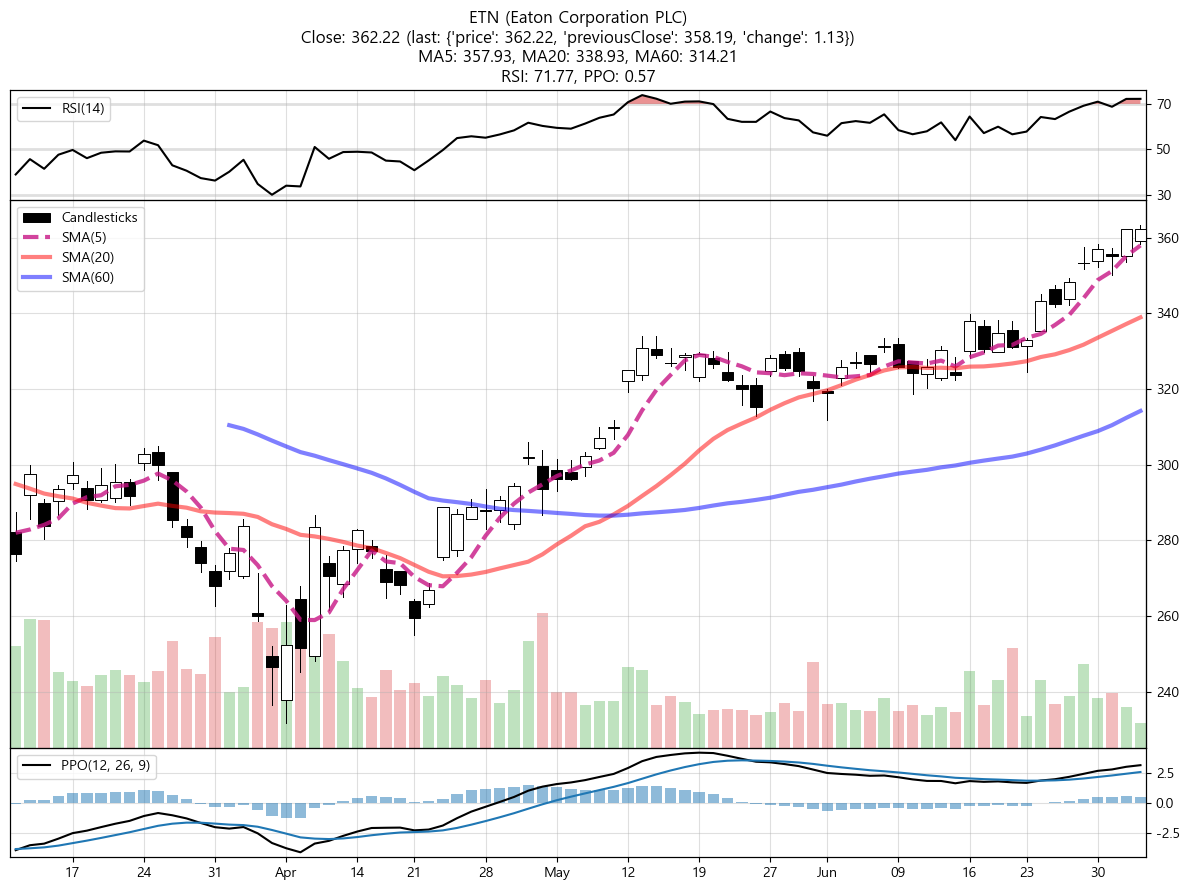 ETN (Eaton Corporation PLC)
Close: 362.22 (last: {'price': 362.22, 'previousClose': 358.19, 'change': 1.13})
MA5: 357.93, MA20: 338.93, MA60: 314.21
RSI: 71.77, PPO: 0.57
RSI(14)
70
50
30
Candlesticks
SMA(5)
SMA(20)
SMA(60)
360
340
320
300
280
260
240
PPO(12, 26, 9)
2.5
0.0
−2.5
17 24 31 Apr 14 21 28 May 12 19 27 Jun 09 16 23 30